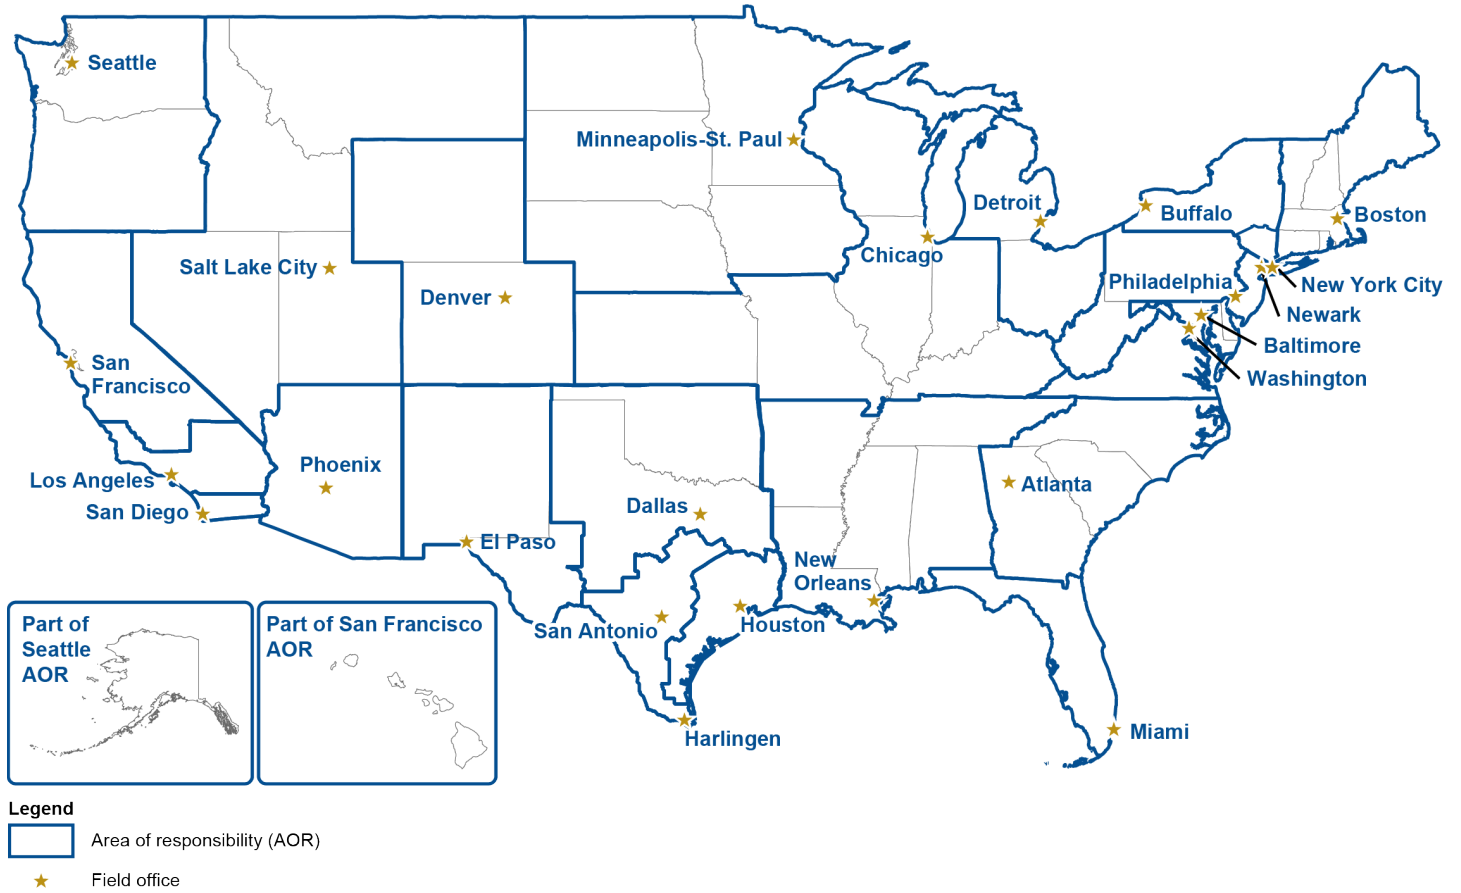 Seattle
Minneapolis-St. Paul
Detroit
Buffalo
Boston
Chicago
Salt Lake City
Denver
Philadelphia
New York City
Newark
Baltimore
Washington
San
Francisco
Los Angeles
San Diego
Phoenix
Dallas
Atlanta
El Paso
New
Orleans
San Antonio
Houston
Harlingen
Miami
Part of
Seattle
AOR
Part of San Francisco
AOR
Legend
Area of responsibility (AOR)
Field office